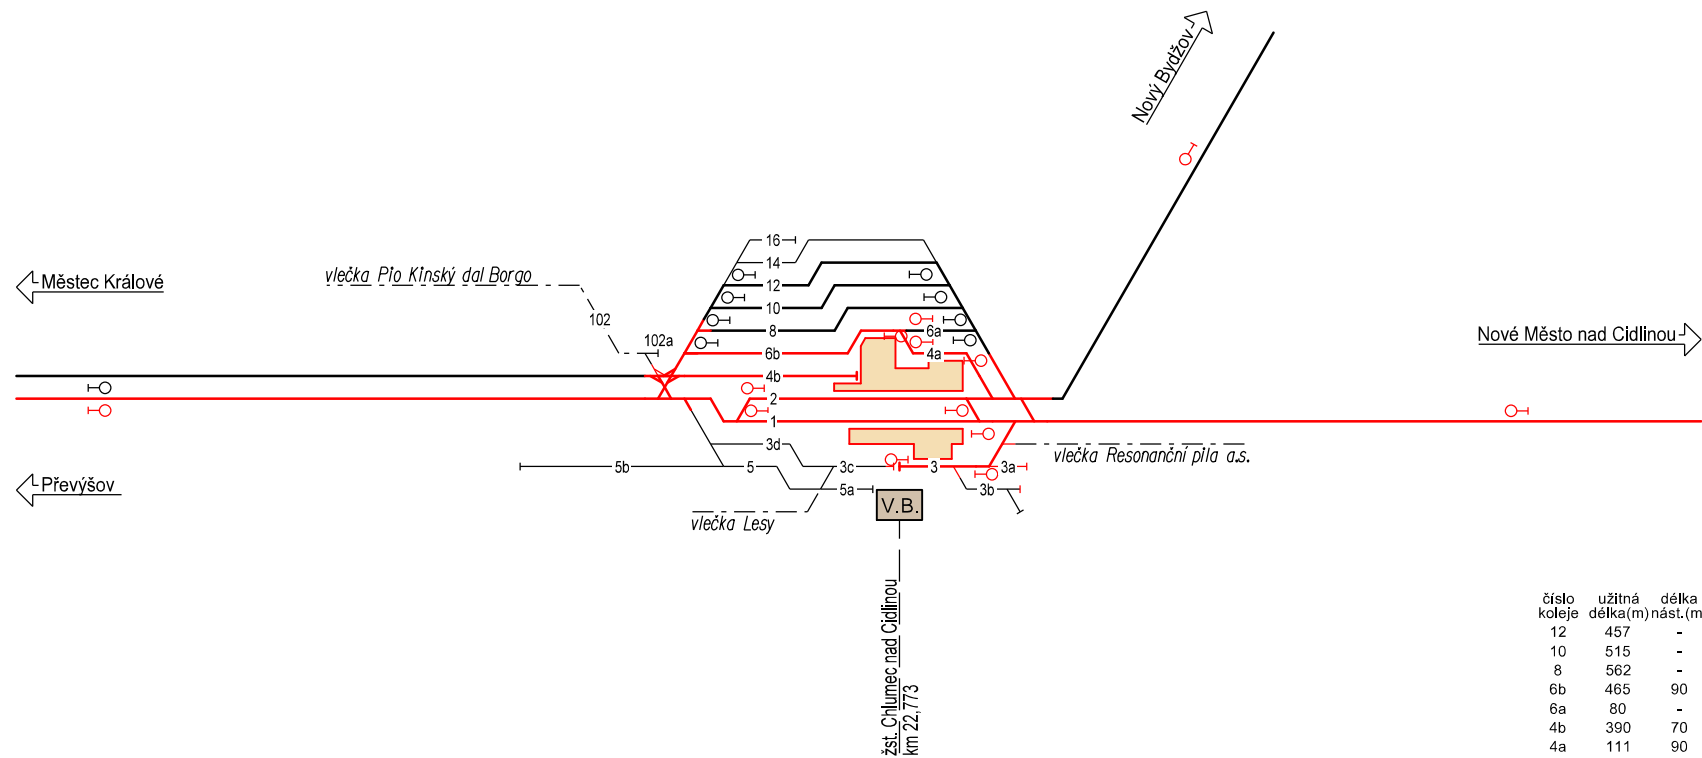 Nový Bydžov
Městec Králové
vlečka Pio Kinský dal Borgo
102
102a
16
14
12
10
8
6a
6b
4a
4b
2
1
Nové Město nad Cidlinou
Převýšov
3d
5b
5
3c
3
3a
5a
3b
vlečka Resonanční pila a.s.
vlečka Lesy
V.B.
žst. Chlumec nad Cidlinou
km 22,773
číslo užitná délka
koleje délka(m) nást.(m
12 457 -
10 515 -
8 562 -
6b 465 90
6a 80 -
4b 390 70
4a 111 90